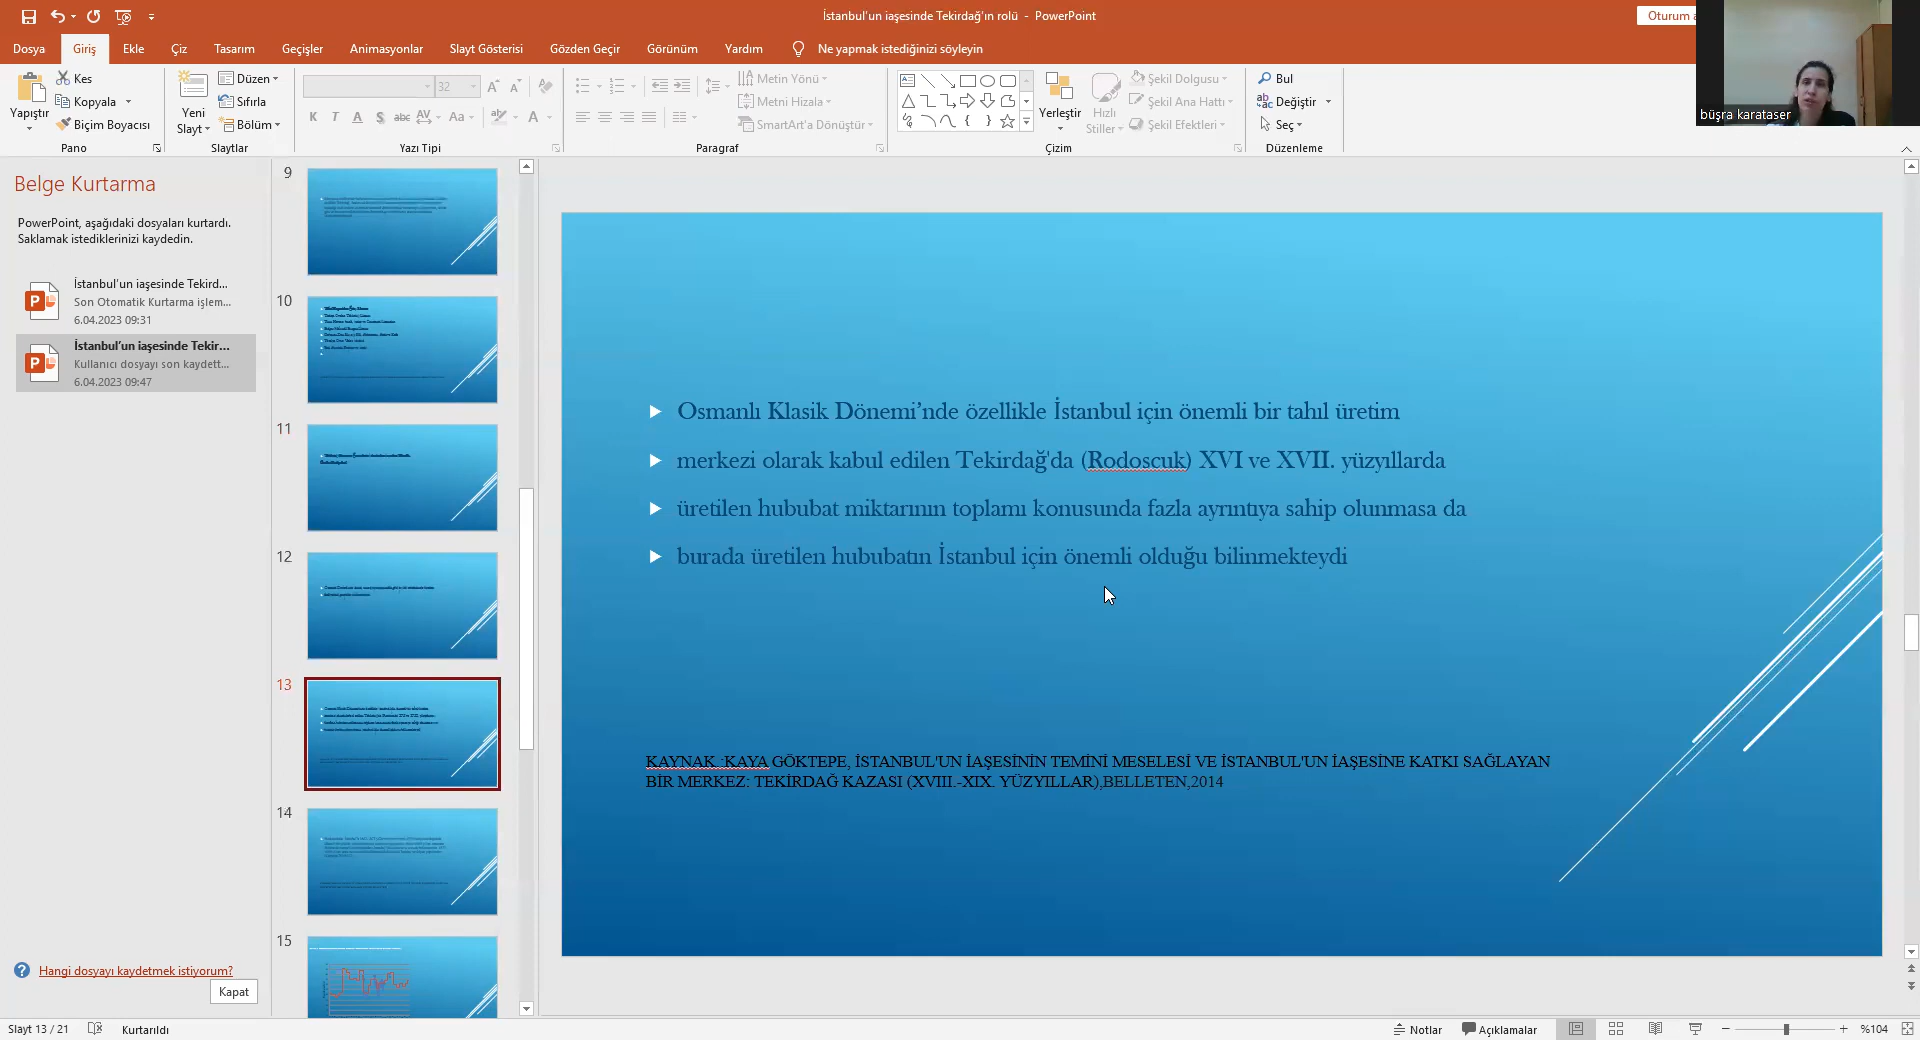 İstanbul'un iaşesinde Tekirdağ'ın rolü - PowerPoint
Oturum a
Dosya Giriş Ekle Çiz Tasarım Geçişler Animasyonlar Slayt Gösterisi Gözden Geçir Görünüm Yardım Ne yapmak istediğinizi söyleyin
Yapıştır
Kes
Kopyala
Biçim Boyacısı
Pano
Yeni
Slayt
Düzen
Sıfırla
Bölüm
Slaytlar
32
K T A S abc AV Aa A
Yazı Tipi
Metin Yönü
Metni Hizala
SmartArt'a Dönüştür
Paragraf
Yerleştir
Hızlı
Stiller
Şekil Dolgusu
Şekil Ana Hattı
Şekil Efektleri
Çizim
Bul
Değiştir
Seç
Düzenleme
büşra karataser
Belge Kurtarma
PowerPoint, aşağıdaki dosyaları kurtardı.
Saklamak istediklerinizi kaydedin.
İstanbul'un iaşesinde Tekird...
Son Otomatik Kurtarma işlem...
6.04.2023 09:31
İstanbul'un iaşesinde Tekir...
Kullanıcı dosyayı son kaydett...
6.04.2023 09:47
Hangi dosyayı kaydetmek istiyorum?
Kapat
9
10
11
12
13
14
15
Osmanlı Klasik Dönemi'nde özellikle İstanbul için önemli bir tahıl üretim
merkezi olarak kabul edilen Tekirdağ'da (Rodoscuk) XVI ve XVII. yüzyıllarda
üretilen hububat miktarının toplamı konusunda fazla ayrıntıya sahip olunmasa da
burada üretilen hububatın İstanbul için önemli olduğu bilinmekteydi
KAYNAK :KAYA GÖKTEPE, İSTANBUL'UN İAŞESİNİN TEMİNİ MESELESİ VE İSTANBUL'UN İAŞESİNE KATKI SAĞLAYAN
BİR MERKEZ: TEKİRDAĞ KAZASI (XVIII.-XIX. YÜZYILLAR),BELLETEN,2014
Slayt 13 / 21 Kurtarıldı
Notlar Açıklamalar %104